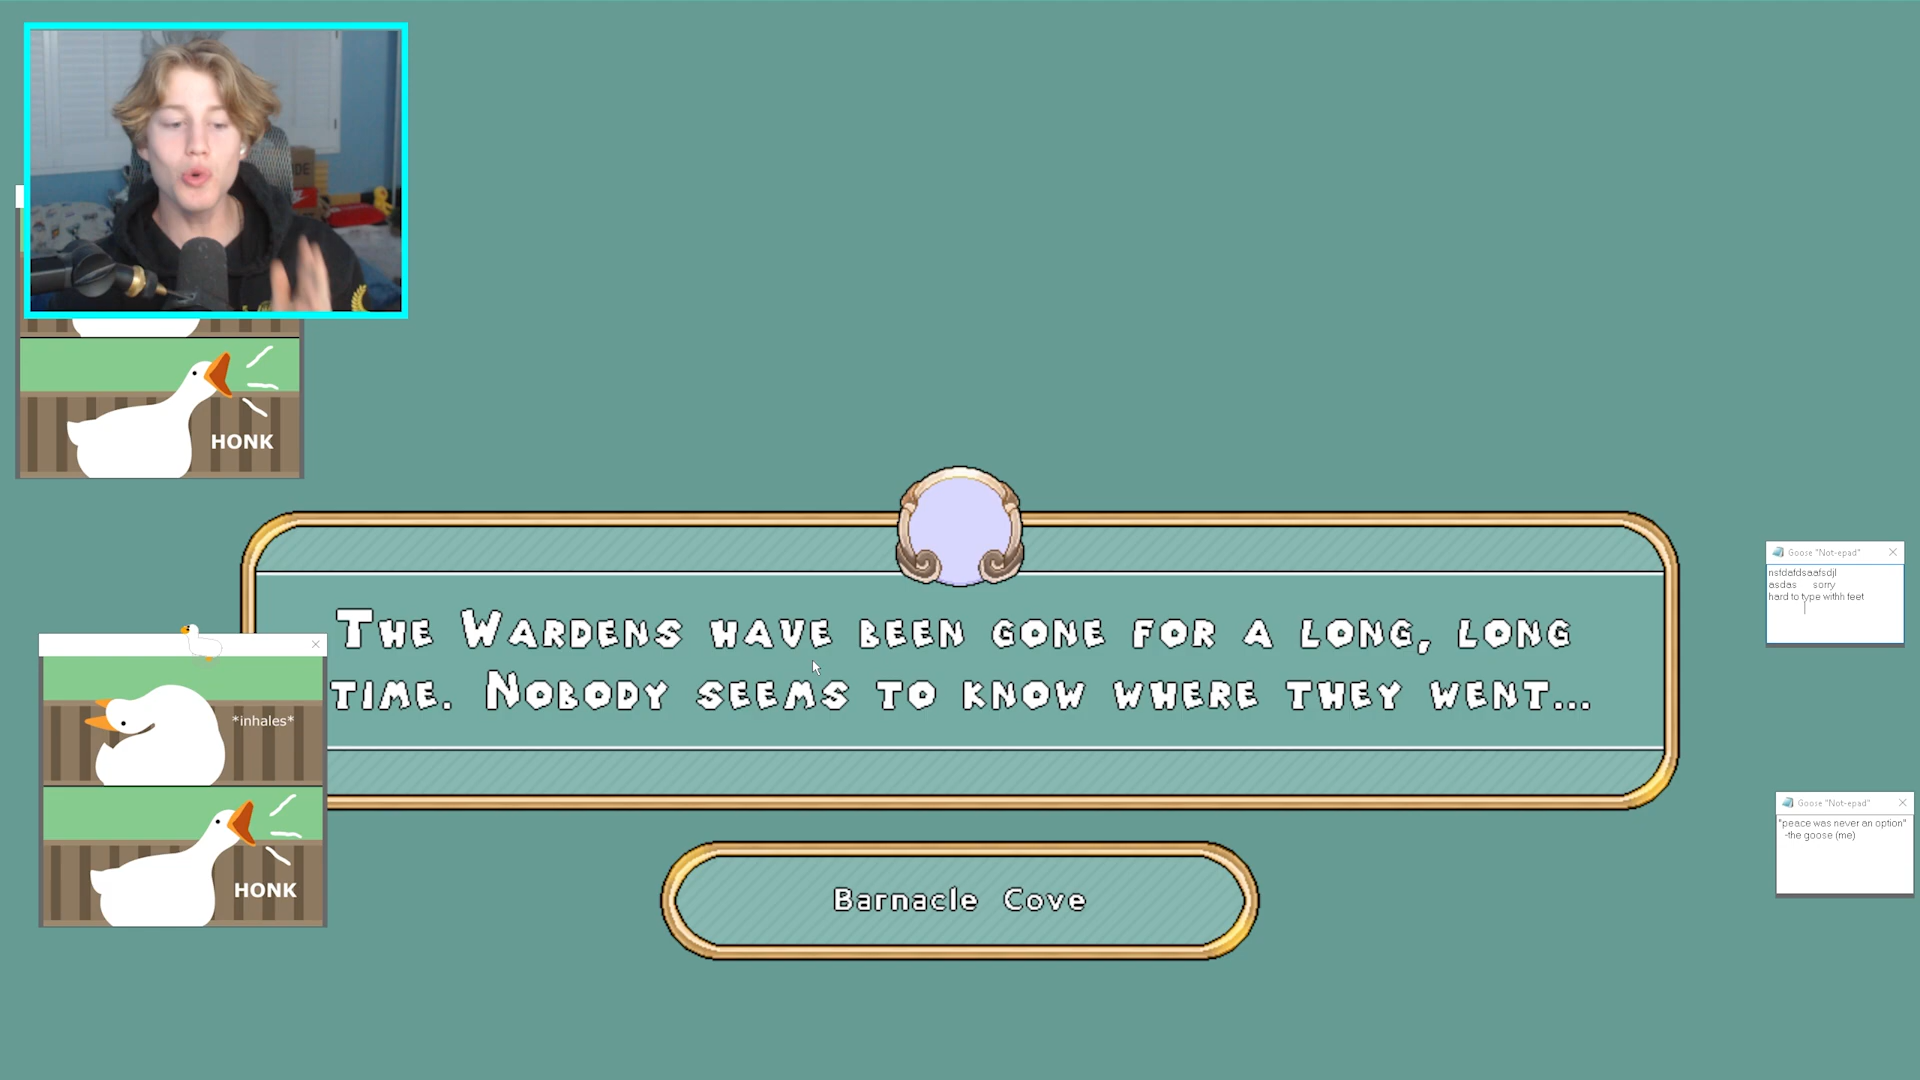 HONK
THE WARDENS HAVE BEEN GONE FOR A LONG, LONG
TIME. NOBODY SEEMS TO KNOW WHERE THEY WENT...
Barnacle Cove
*inhales*
HONK
Goose "Not-epad"
nsfdafdsaafsdjl
asdas sorry
hard to type withh feet
Goose "Not-epad"
"peace was never an option"
-the goose (me)